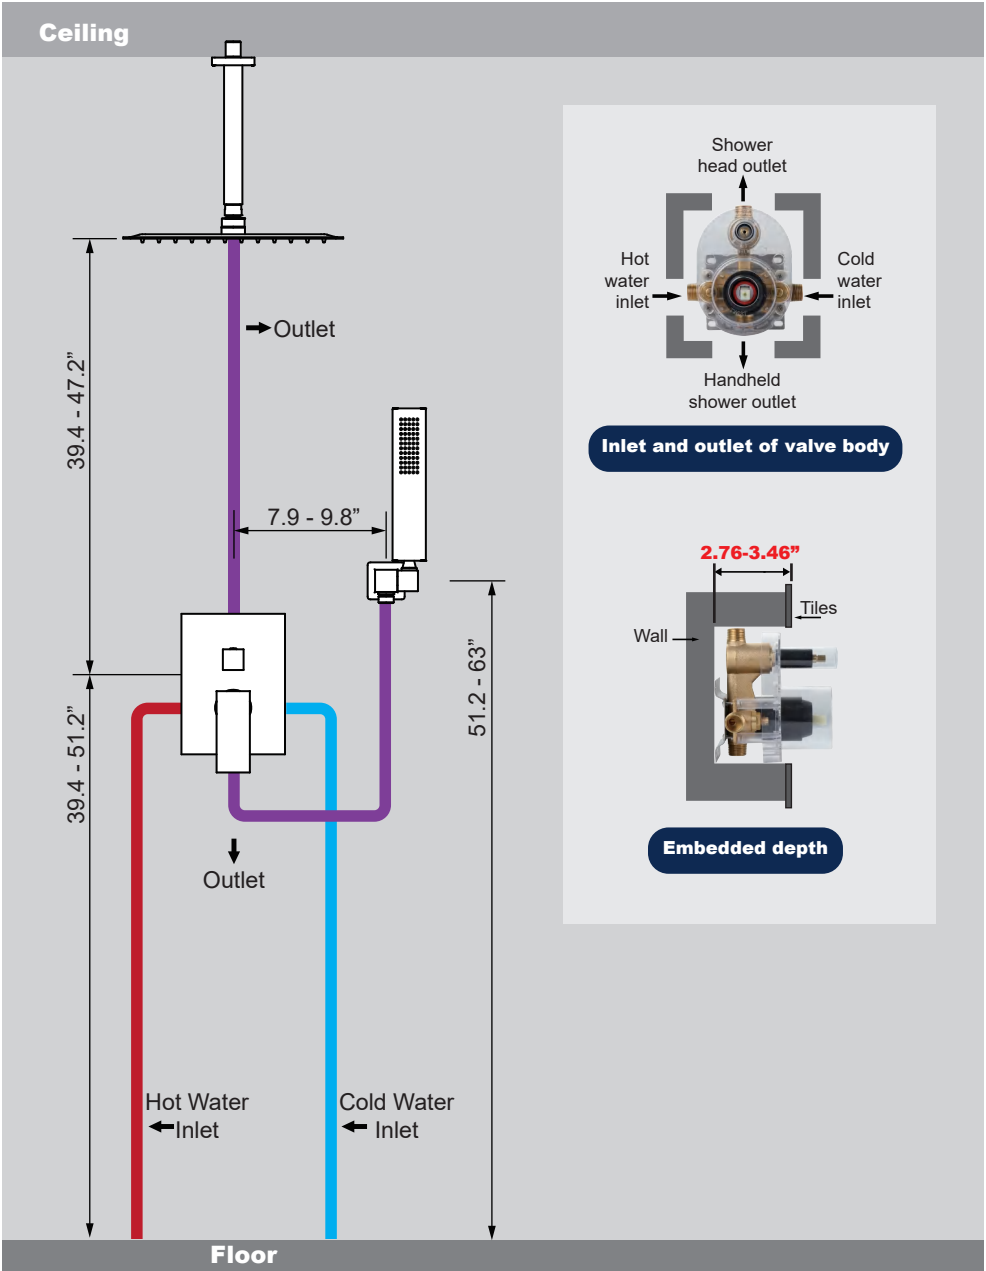 Ceiling
Outlet
39.4 - 47.2”
7.9 - 9.8”
51.2 - 63”
39.4 - 51.2”
Outlet
Hot Water
Inlet
Cold Water
Inlet
Floor
Shower
head outlet
Hot
water
inlet
Cold
water
inlet
Handheld
shower outlet
Inlet and outlet of valve body
2.76-3.46”
Tiles
Wall
Embedded depth